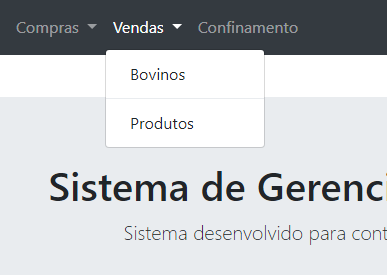 Compras Vendas Confinamento
Bovinos
Produtos
Sistema de Gerenci
Sistema desenvolvido para cont